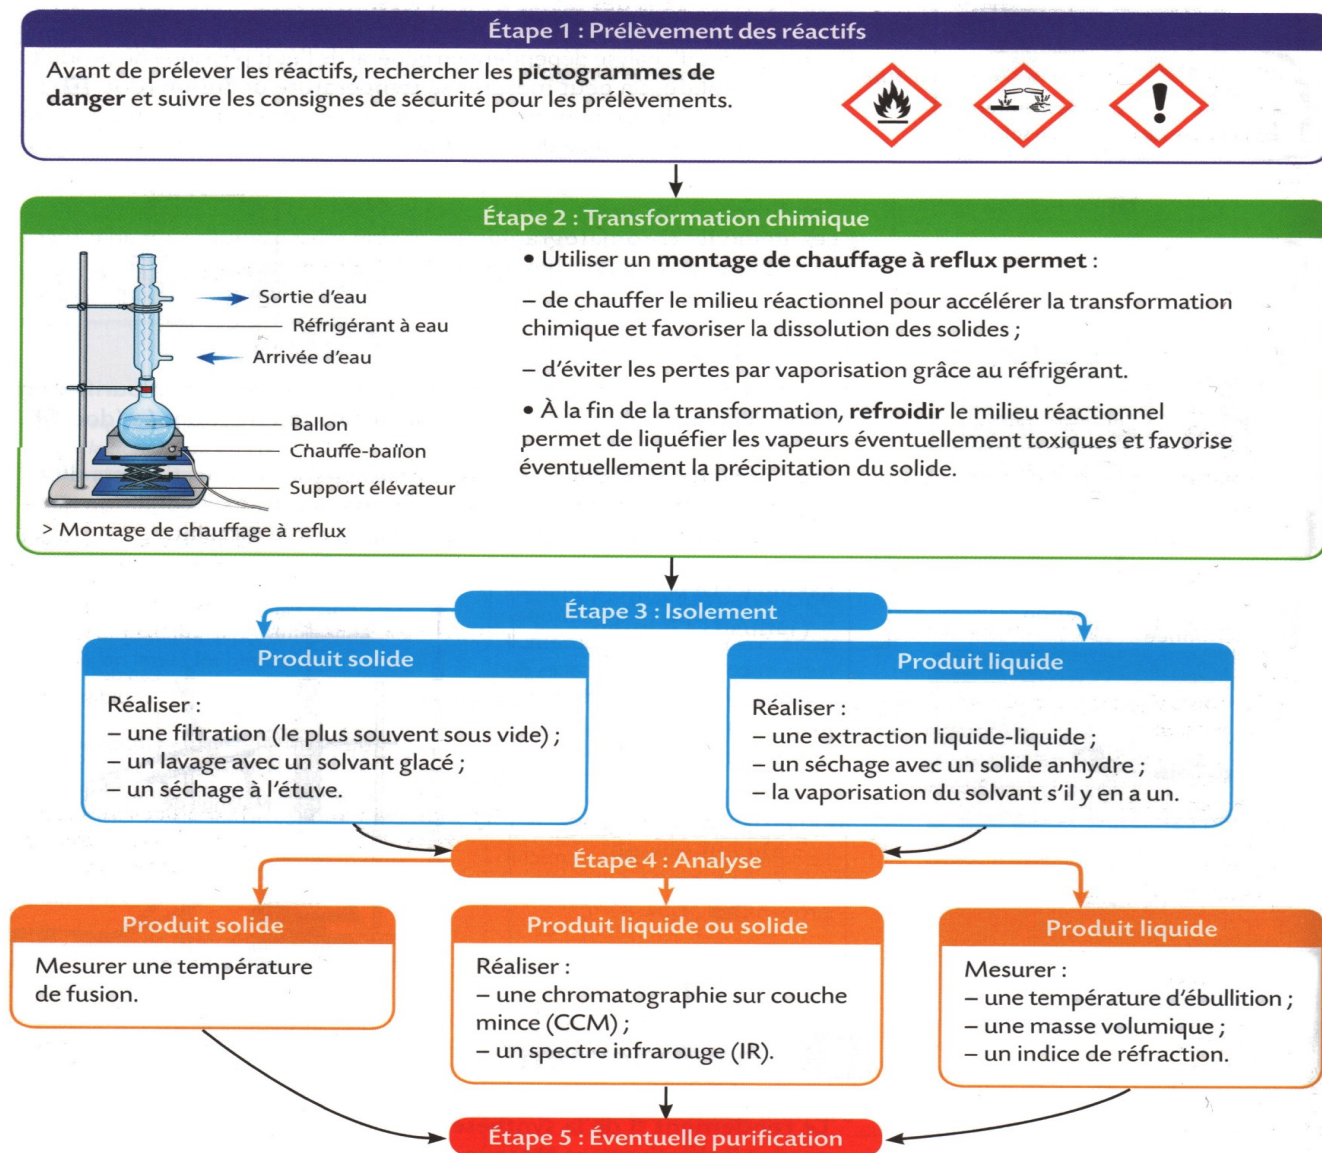 Étape 1 : Prélèvement des réactifs
Avant de prélever les réactifs, rechercher les pictogrammes de
danger et suivre les consignes de sécurité pour les prélèvements.
Étape 2 : Transformation chimique
Sortie d'eau
Réfrigérant à eau
Arrivée d'eau
Ballon
Chauffe-ballon
Support élévateur
> Montage de chauffage à reflux
• Utiliser un montage de chauffage à reflux permet :
– de chauffer le milieu réactionnel pour accélérer la transformation
chimique et favoriser la dissolution des solides ;
– d'éviter les pertes par vaporisation grâce au réfrigérant.
• À la fin de la transformation, refroidir le milieu réactionnel
permet de liquéfier les vapeurs éventuellement toxiques et favorise
éventuellement la précipitation du solide.
Étape 3 : Isolement
Produit solide
Réaliser :
– une filtration (le plus souvent sous vide) ;
– un lavage avec un solvant glacé ;
– un séchage à l'étuve.
Produit liquide
Réaliser :
– une extraction liquide-liquide ;
– un séchage avec un solide anhydre ;
– la vaporisation du solvant s'il y en a un.
Étape 4 : Analyse
Produit solide
Mesurer une température
de fusion.
Produit liquide ou solide
Réaliser :
– une chromatographie sur couche
mince (CCM) ;
– un spectre infrarouge (IR).
Produit liquide
Mesurer :
– une température d'ébullition ;
– une masse volumique ;
– un indice de réfraction.
Étape 5 : Éventuelle purification